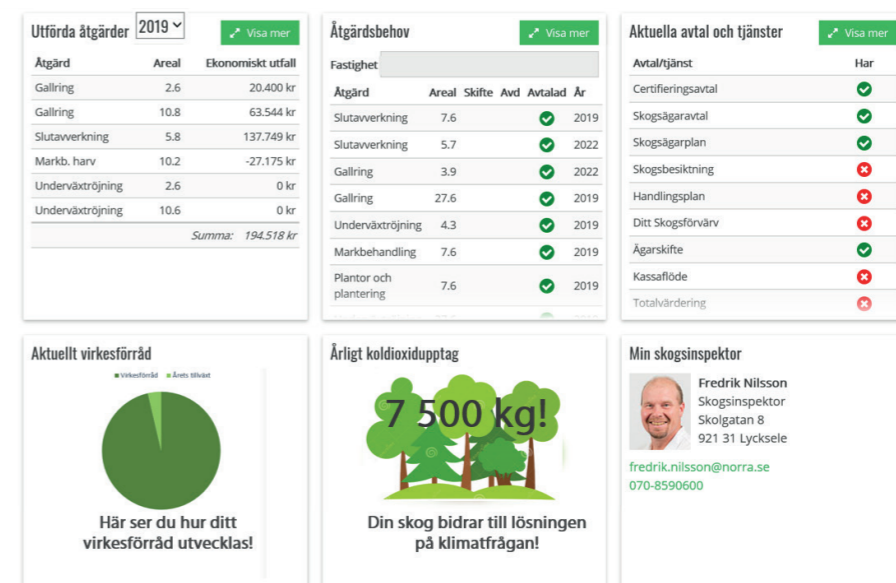 Utförda åtgärder 2019 Visa mer
Åtgärd Areal Ekonomiskt utfall
Gallring 2.6 20.400 kr
Gallring 10.8 63.544 kr
Slutavverkning 5.8 137.749 kr
Markb. harv 10.2 -27.175 kr
Underväxtröjning 2.6 0 kr
Underväxtröjning 10.6 0 kr
Summa: 194.518 kr
Åtgärdsbehov Visa mer
Fastighet
Åtgärd Areal Skifte Avd Avtalad År
Slutavverkning 7.6 2019
Slutavverkning 5.7 2022
Gallring 3.9 2022
Gallring 27.6 2019
Underväxtröjning 4.3 2019
Markbehandling 7.6 2019
Plantor och
plantering 7.6 2019
Aktuella avtal och tjänster Visa mer
Avtal/tjänst Har
Certifieringsavtal
Skogsägaravtal
Skogsägarplan
Skogsbesiktning
Handlingsplan
Ditt Skogsförvärv
Ägarskifte
Kassaflöde
Totalvärdering
Aktuellt virkesförråd
Virkesförråd Årets tillväxt
Här ser du hur ditt
virkesförråd utvecklas!
Årligt koldioxidupptag
7 500 kg!
Din skog bidrar till lösningen
på klimatfrågan!
Min skogsinspektor
Fredrik Nilsson
Skogsinspektor
Skolgatan 8
921 31 Lycksele
fredrik.nilsson@norra.se
070-8590600